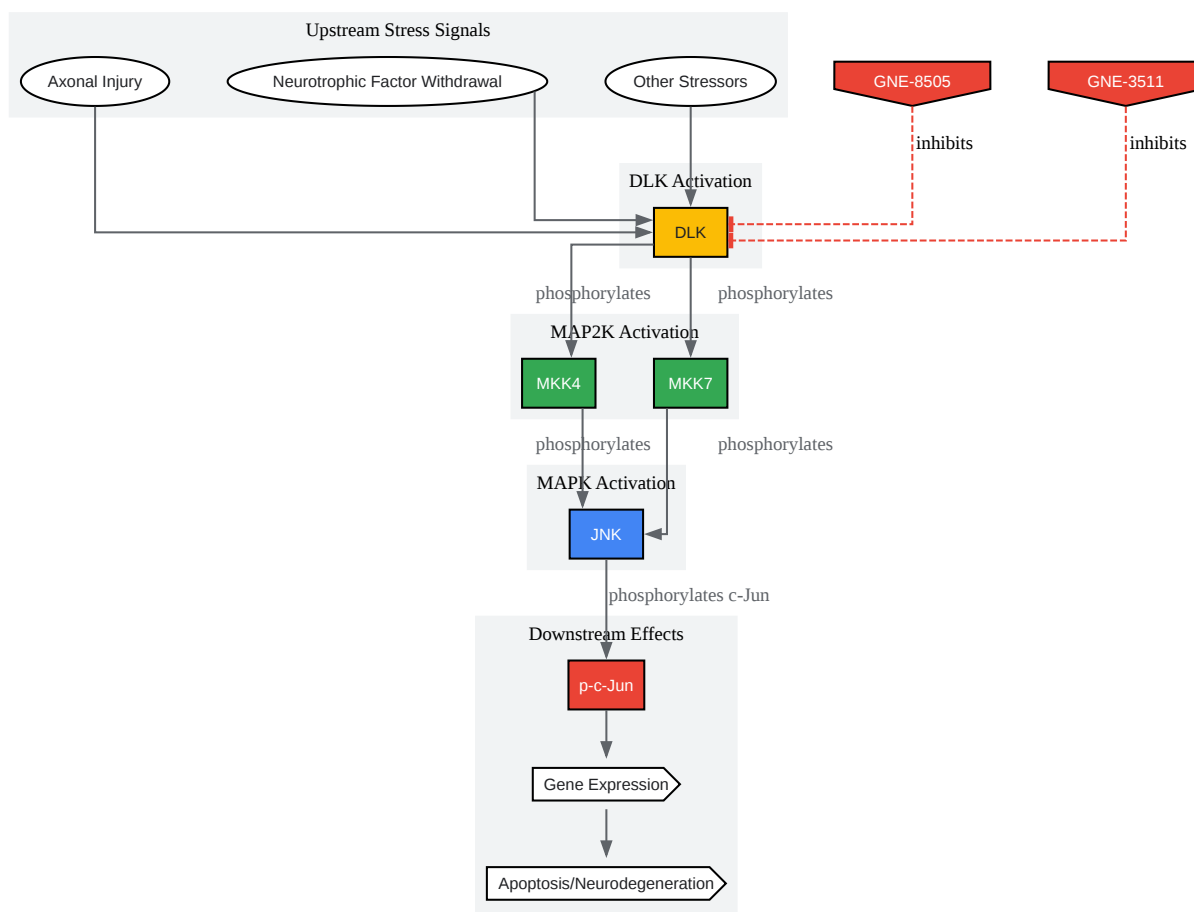 Upstream Stress Signals
Axonal Injury
Neurotrophic Factor Withdrawal
Other Stressors
GNE-8505
GNE-3511
inhibits
inhibits
DLK Activation
DLK
phosphorylates
phosphorylates
MAP2K Activation
MKK4
MKK7
phosphorylates
phosphorylates
MAPK Activation
JNK
phosphorylates c-Jun
Downstream Effects
p-c-Jun
Gene Expression
Apoptosis/Neurodegeneration